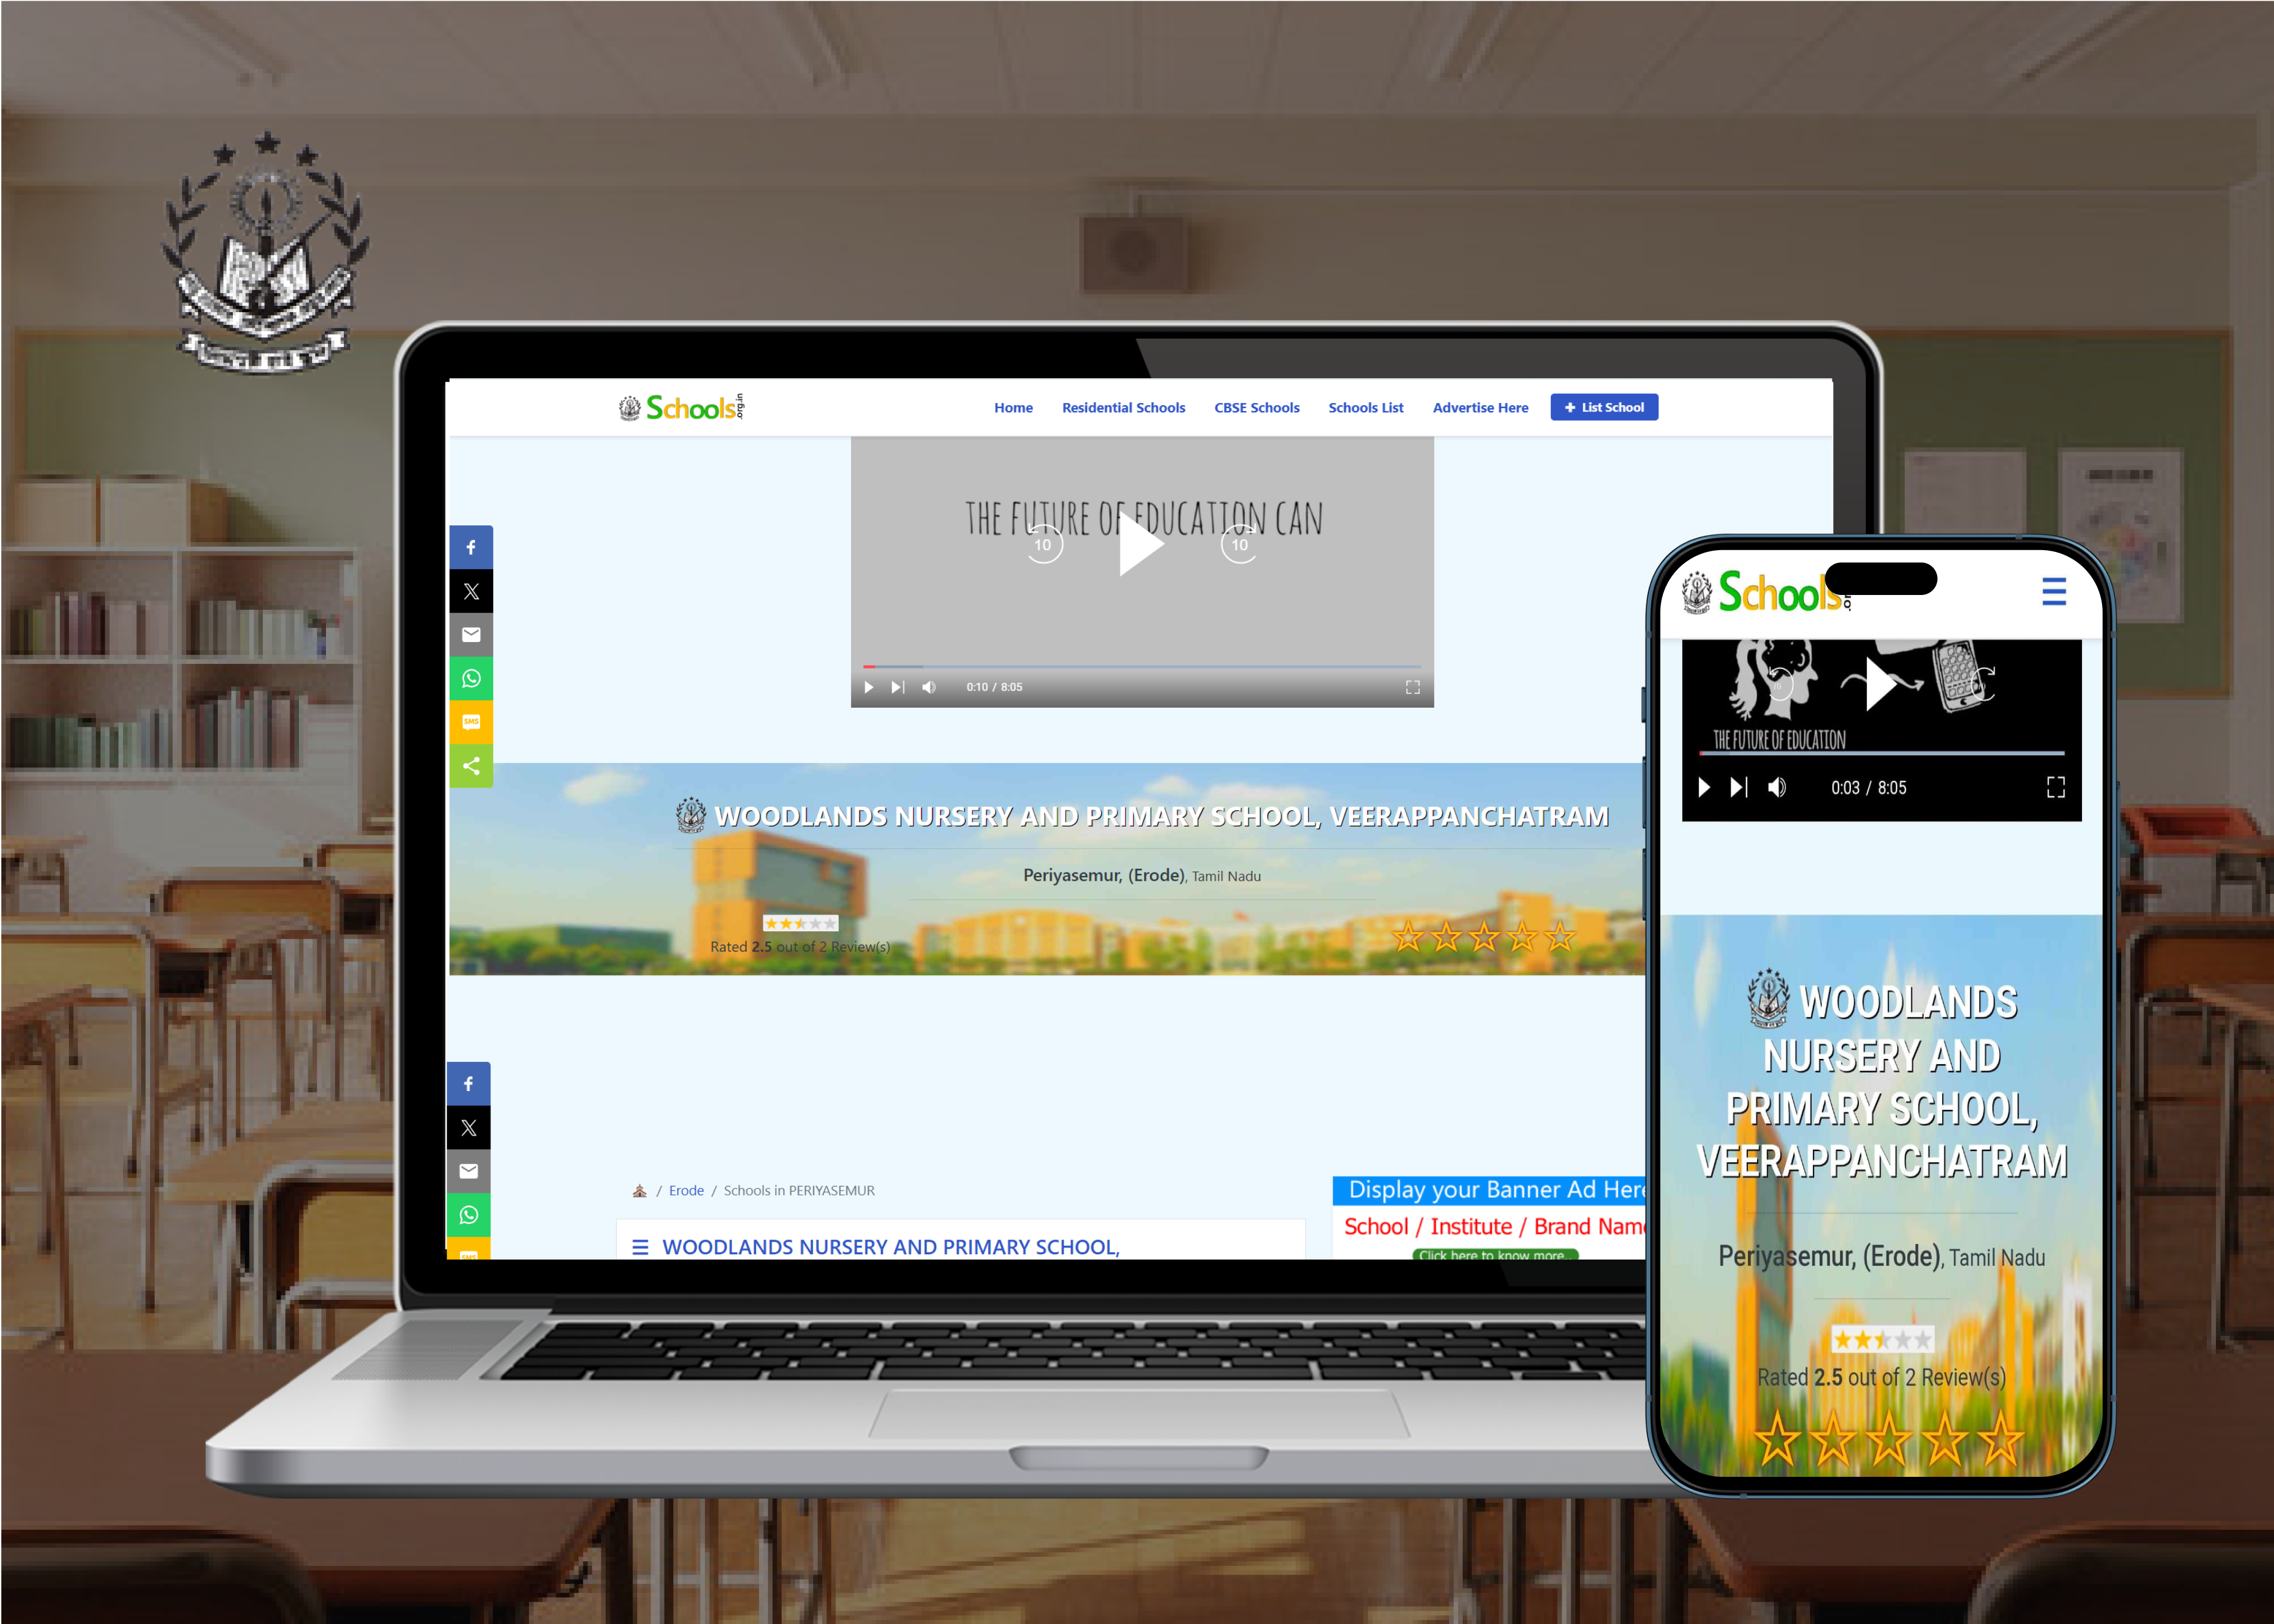 Schools.org.in
Home
Residential Schools
CBSE Schools
Schools List
Advertise Here
+ List School
THE FUTURE OF EDUCATION CAN
10
10
0:10 / 8:05
SMS
WOODLANDS NURSERY AND PRIMARY SCHOOL, VEERAPPANCHATRAM
Periyasemur, (Erode), Tamil Nadu
Rated 2.5 out of 2 Review(s)
/ Erode / Schools in PERIYASEMUR
WOODLANDS NURSERY AND PRIMARY SCHOOL,
Display your Banner Ad Here
School / Institute / Brand Name
Click here to know more..
SMS
Schools
THE FUTURE OF EDUCATION
0:03 / 8:05
WOODLANDS
NURSERY AND
PRIMARY SCHOOL,
VEERAPPANCHATRAM
Periyasemur, (Erode), Tamil Nadu
Rated 2.5 out of 2 Review(s)